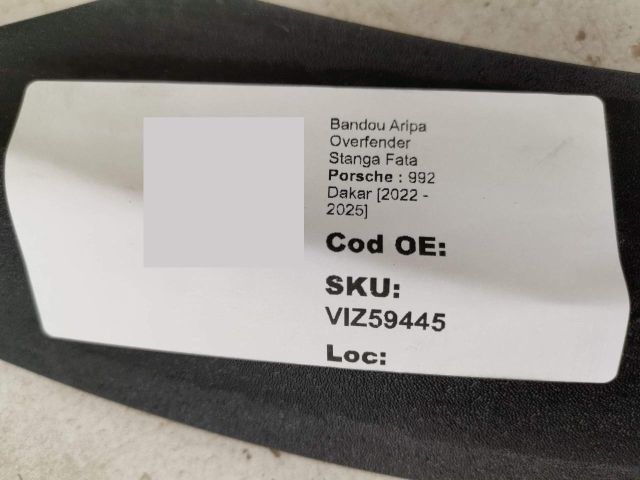 Bandou Aripa
Overfender
Stanga Fata
Porsche : 992
Dakar [2022 -
2025]
Cod OE:
SKU:
VIZ59445
Loc: